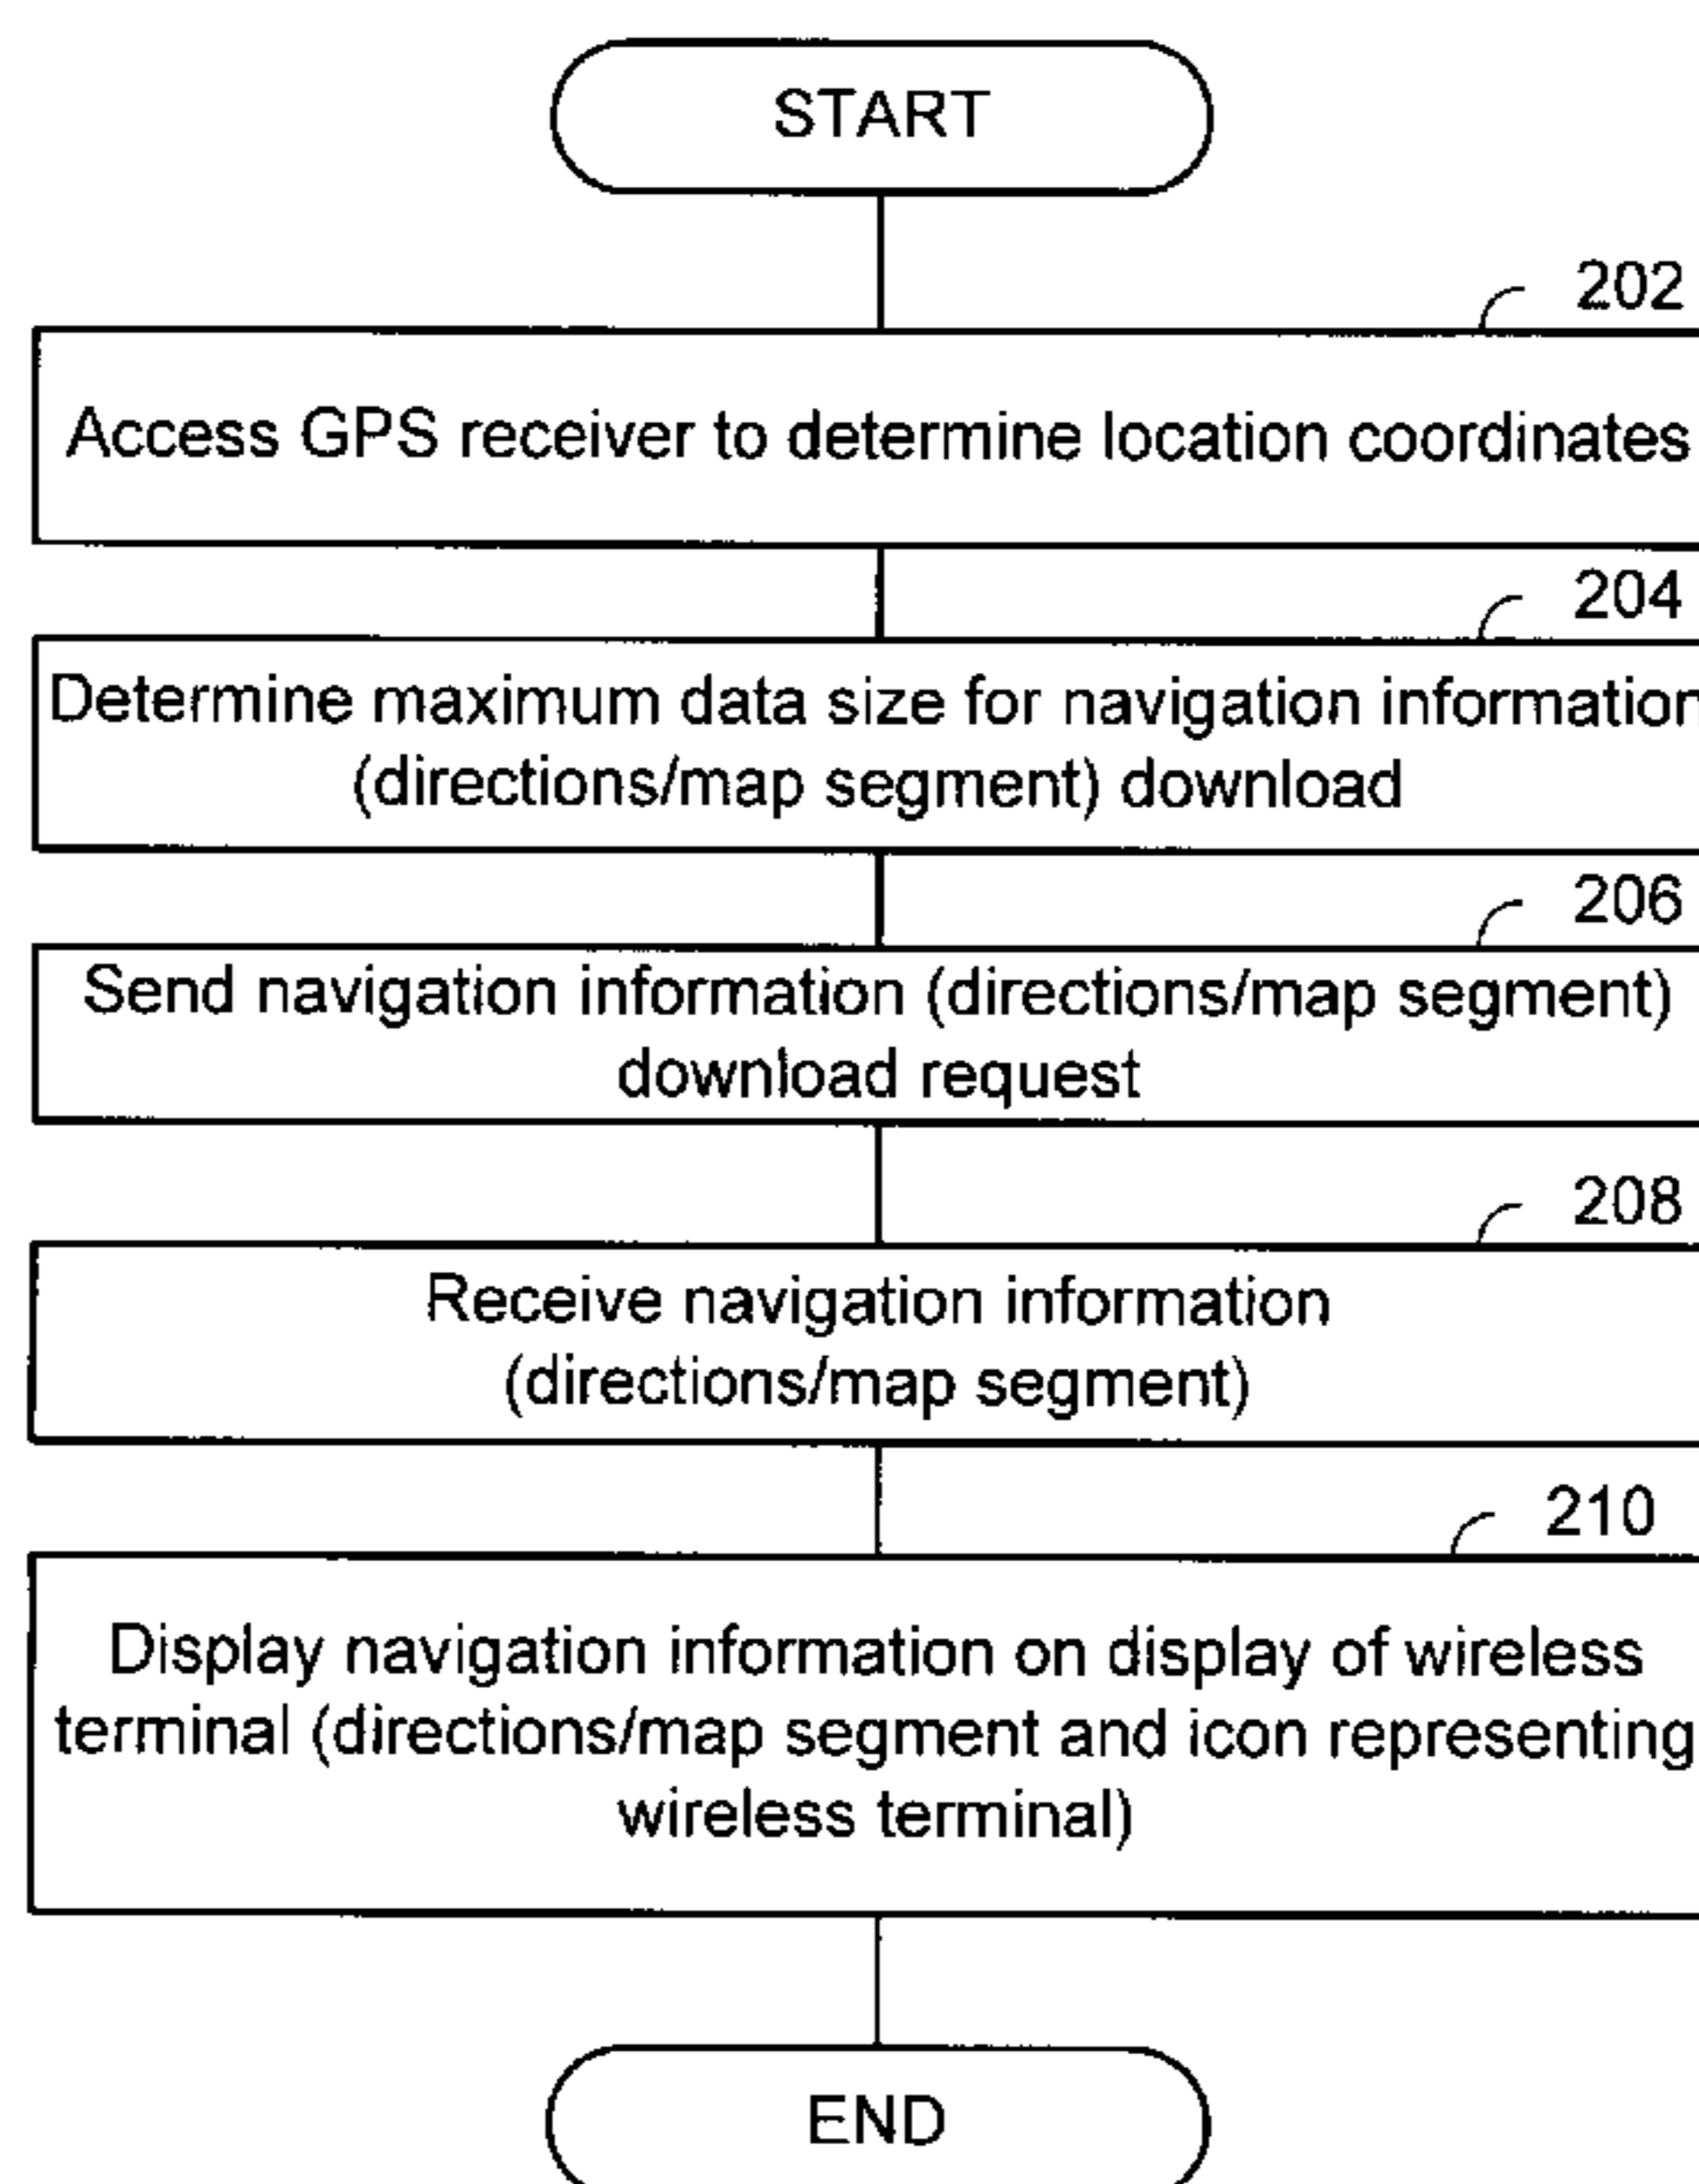 START
202
Access GPS receiver to determine location coordinates
204
Determine maximum data size for navigation information
(directions/map segment) download
206
Send navigation information (directions/map segment)
download request
208
Receive navigation information
(directions/map segment)
210
Display navigation information on display of wireless
terminal (directions/map segment and icon representing
wireless terminal)
END